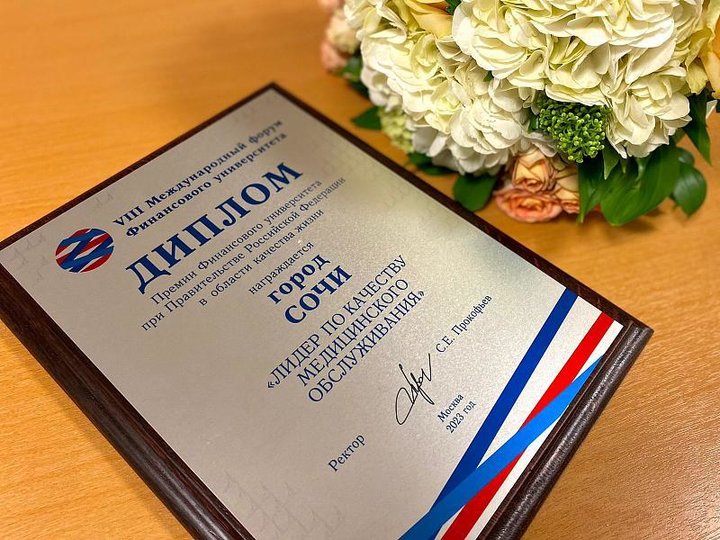 VIII Международный форум
Финансового университета
ДИПЛОМ
Премии Финансового университета
при Правительстве Российской Федерации
в области качества жизни
награждается
город
СОЧИ
«ЛИДЕР ПО КАЧЕСТВУ
МЕДИЦИНСКОГО
ОБСЛУЖИВАНИЯ»
Ректор
С.Е. Прокофьев
Москва
2023 год